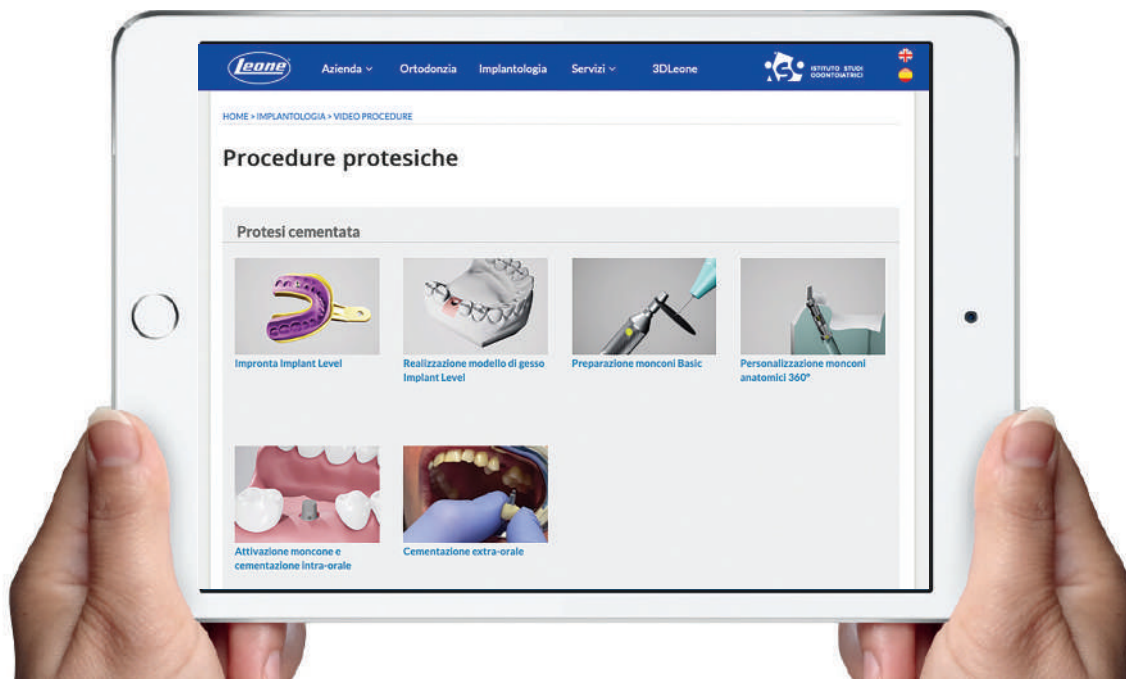 Leone
Azienda
Ortodonzia
Implantologia
Servizi
3DLeone
ISTITUTO STUDI
ODONTOIATRICI
HOME > IMPLANTOLOGIA > VIDEO PROCEDURE
Procedure protesiche
Protesi cementata
Impronta Implant Level
Realizzazione modello di gesso
Implant Level
Preparazione monconi Basic
Personalizzazione monconi
anatomici 360°
Attivazione moncone e
cementazione intra-orale
Cementazione extra-orale